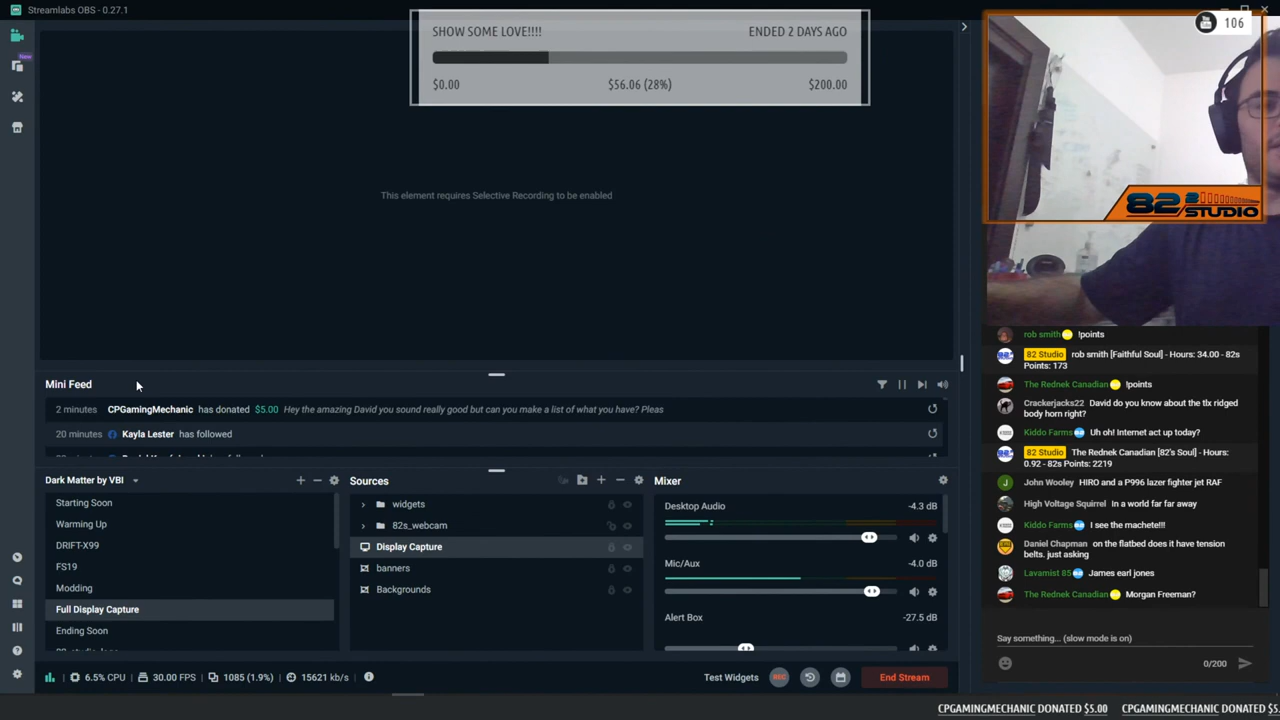 Streamlabs OBS - 0.27.1
SHOW SOME LOVE!!!!
ENDED 2 DAYS AGO
$0.00
$56.06 (28%)
$200.00
106
New
This element requires Selective Recording to be enabled
82 STUDIO
Mini Feed
2 minutes CPGamingMechanic has donated $5.00 Hey the amazing David you sound really good but can you make a list of what you have? Pleas
20 minutes Kayla Lester has followed
Dark Matter by VBI
Starting Soon
Warming Up
DRIFT-X99
FS19
Modding
Full Display Capture
Ending Soon
Sources
widgets
82s_webcam
Display Capture
banners
Backgrounds
Mixer
Desktop Audio -4.3 dB
Mic/Aux -4.0 dB
Alert Box -27.5 dB
rob smith !points
82 Studio rob smith [Faithful Soul] - Hours: 34.00 - 82s
Points: 173
The Rednek Canadian !points
Crackerjacks22 David do you know about the tlx ridged
body horn right?
Kiddo Farms Uh oh! Internet act up today?
82 Studio The Rednek Canadian [82's Soul] - Hours:
0.92 - 82s Points: 2219
John Wooley HIRO and a P996 lazer fighter jet RAF
High Voltage Squirrel In a world far far away
Kiddo Farms I see the machete!!!
Daniel Chapman on the flatbed does it have tension
belts. just asking
Lavamist 85 James earl jones
The Rednek Canadian Morgan Freeman?
Say something... (slow mode is on)
0/200
6.5% CPU 30.00 FPS 1085 (1.9%) 15621 kb/s
Test Widgets REC End Stream
CPGAMINGMECHANIC DONATED $5.00 CPGAMINGMECHANIC DONATED $5.